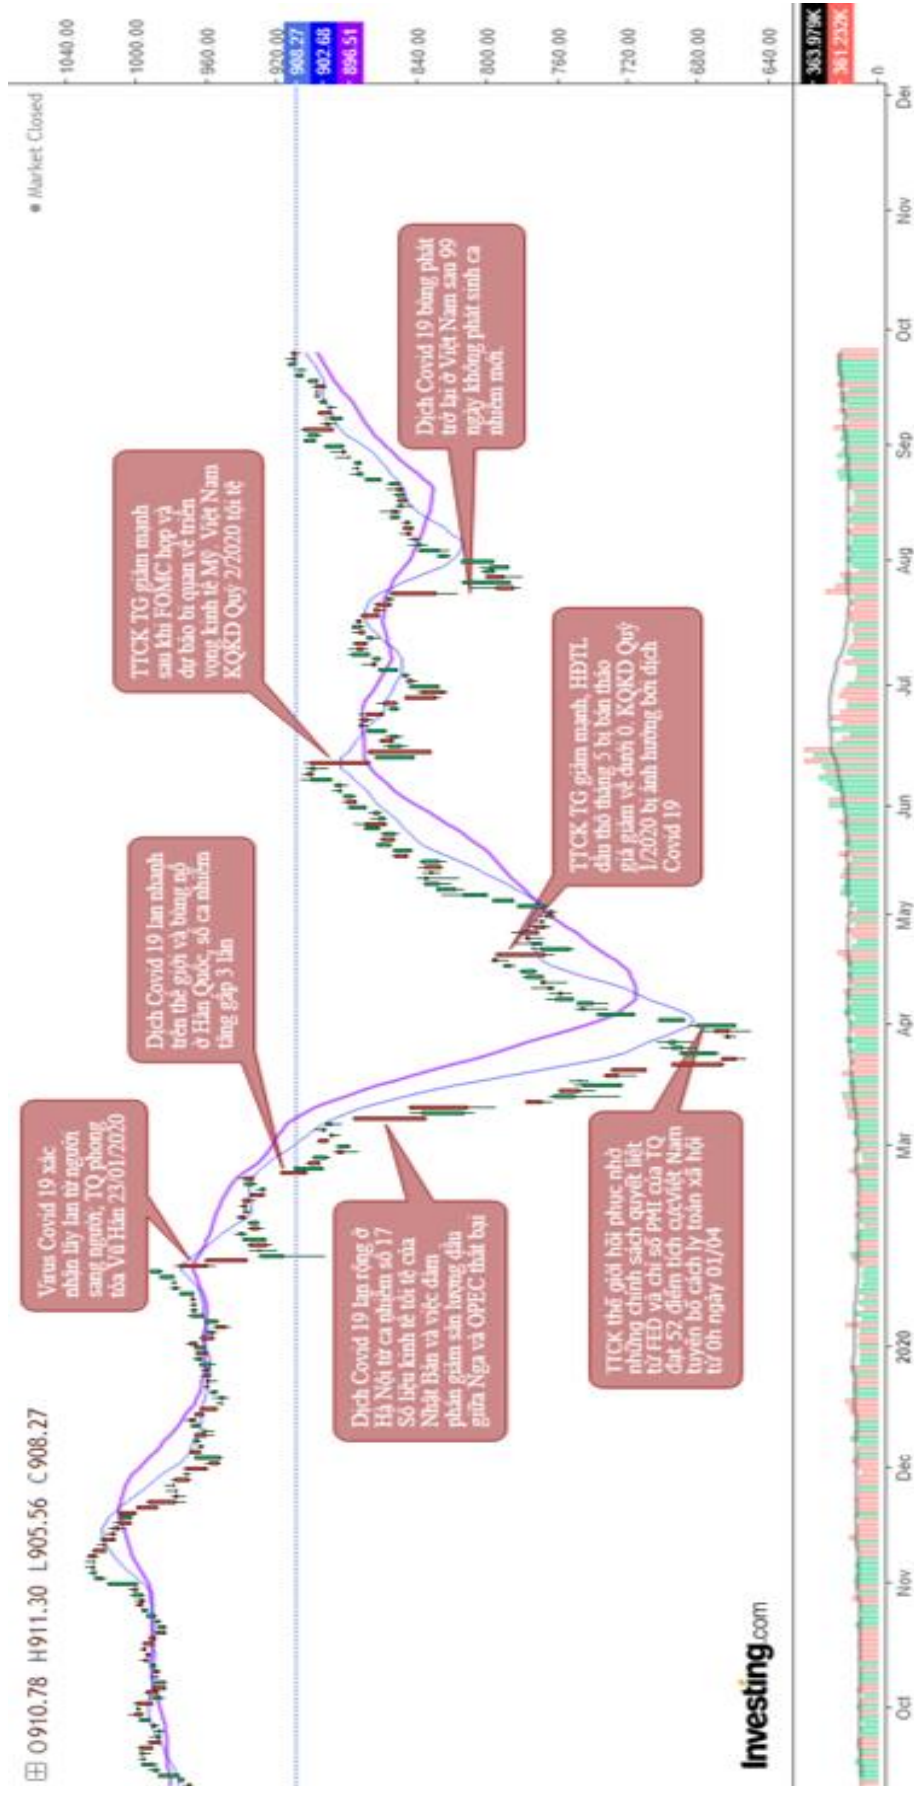 O910.78 H911.30 L905.56 C908.27
Market Closed
Virus Covid 19 xác
nhân lây lan từ người
sang người, TQ phong
tỏa Vũ Hán 23/01/2020
Dịch Covid 19 lan nhanh
trên thế giới và bùng nổ
ở Hàn Quốc, số ca nhiễm
tăng gấp 3 lần
TTCK TG giảm mạnh
sau khi FOMC họp và
dự báo bi quan về triển
vọng kinh tế Mỹ Việt Nam
KQKD Quý 2/2020 tồi tệ
Dịch Covid 19 lan rộng ở
Hà Nội từ ca nhiễm số 17
Số liệu kinh tế tồi tệ của
Nhật Bản và việc đàm
phán giảm sản lượng dầu
giữa Nga và OPEC thất bại
Dịch Covid 19 bùng phát
trở lại ở Việt Nam sau 99
ngày không phát sinh ca
nhiễm mới.
TTCK TG giảm mạnh, HĐTL
dầu thô tháng 5 bị bán tháo
giá giảm về dưới 0. KQKD Quý
1/2020 bị ảnh hưởng bởi dịch
Covid 19
TTCK thế giới hồi phục nhờ
những chính sách quyết liệt
từ FED và chỉ số PMI của TQ
đạt 52 điểm tích cực Việt Nam
tuyên bố cách ly toàn xã hội
từ 0h ngày 01/04
1040.00
1000.00
960.00
920.00
908.27
902.68
896.51
840.00
800.00
760.00
720.00
680.00
640.00
363.979K
361.232K
0
Investing.com
Oct
Nov
Dec
2020
Mar
Apr
May
Jun
Jul
Aug
Sep
Oct
Nov